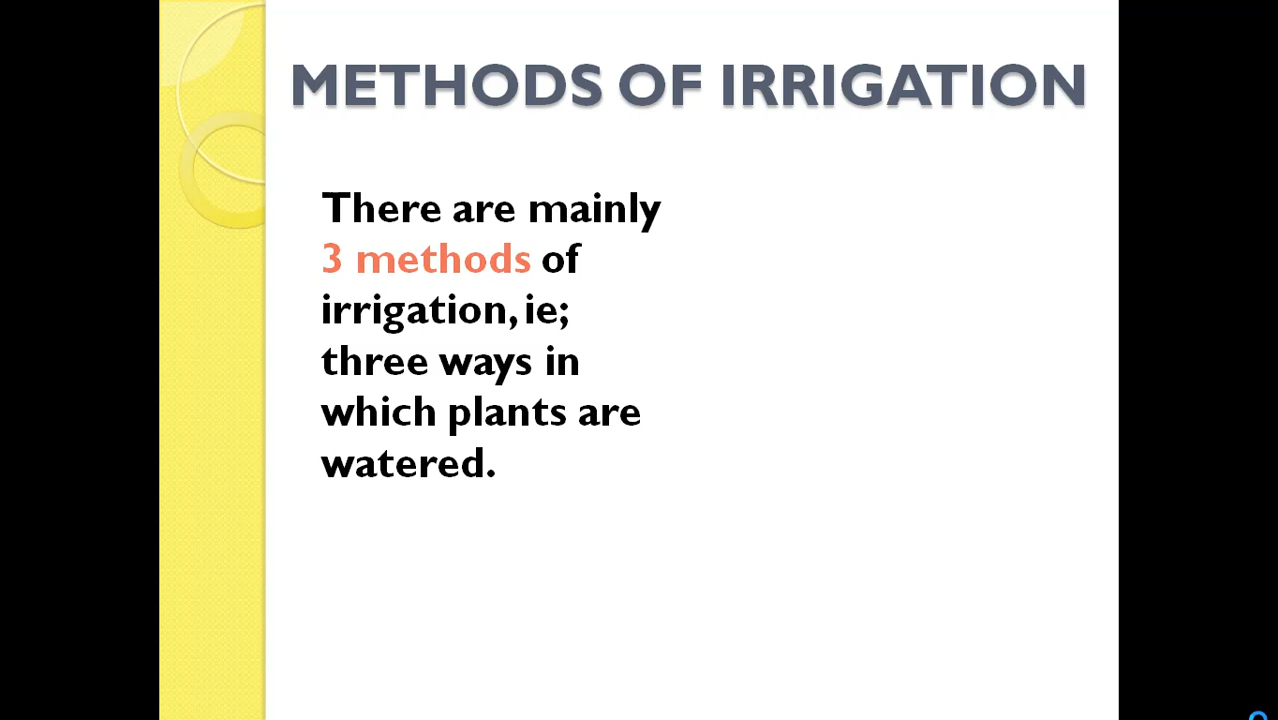 METHODS OF IRRIGATION
There are mainly
3 methods of
irrigation, ie;
three ways in
which plants are
watered.